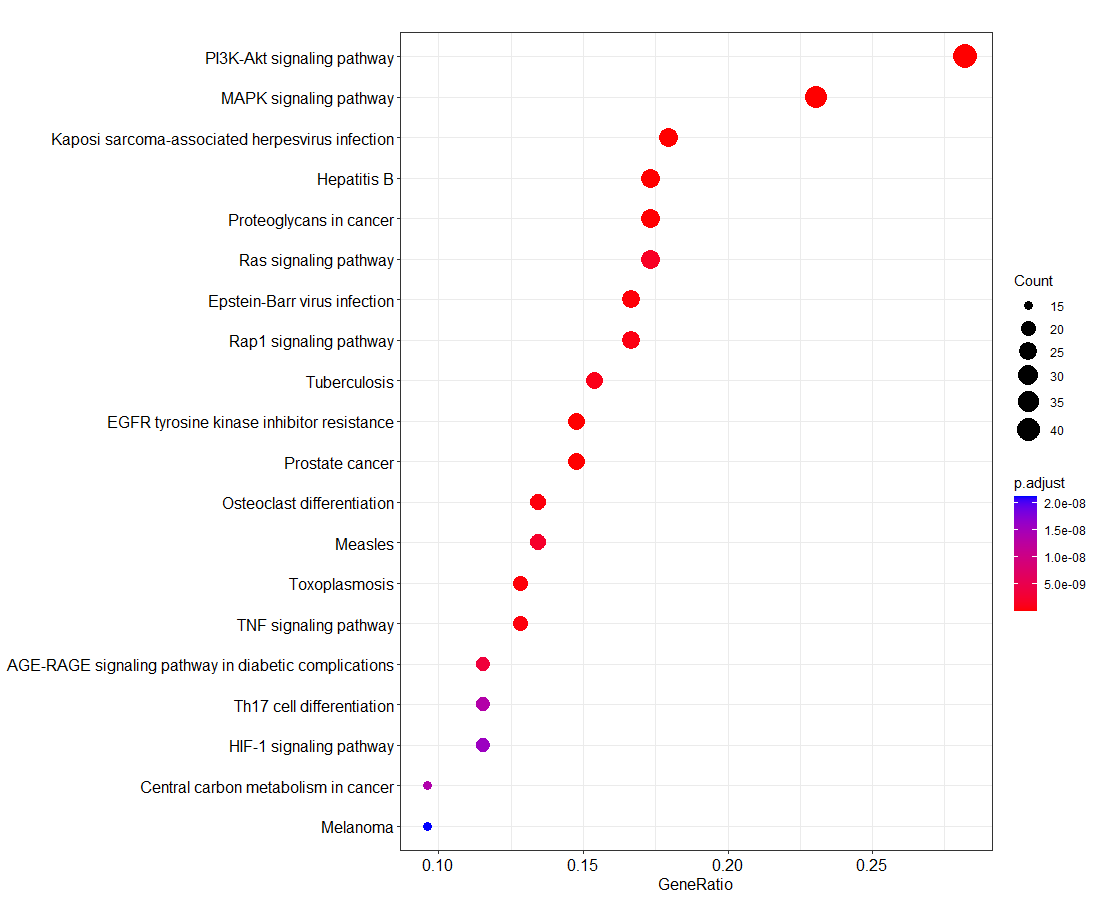 PI3K-Akt signaling pathway
MAPK signaling pathway
Kaposi sarcoma-associated herpesvirus infection
Hepatitis B
Proteoglycans in cancer
Ras signaling pathway
Epstein-Barr virus infection
Rap1 signaling pathway
Tuberculosis
EGFR tyrosine kinase inhibitor resistance
Prostate cancer
Osteoclast differentiation
Measles
Toxoplasmosis
TNF signaling pathway
AGE-RAGE signaling pathway in diabetic complications
Th17 cell differentiation
HIF-1 signaling pathway
Central carbon metabolism in cancer
Melanoma
0.10 0.15 0.20 0.25
GeneRatio
Count
15
20
25
30
35
40
p.adjust
2.0e-08
1.5e-08
1.0e-08
5.0e-09